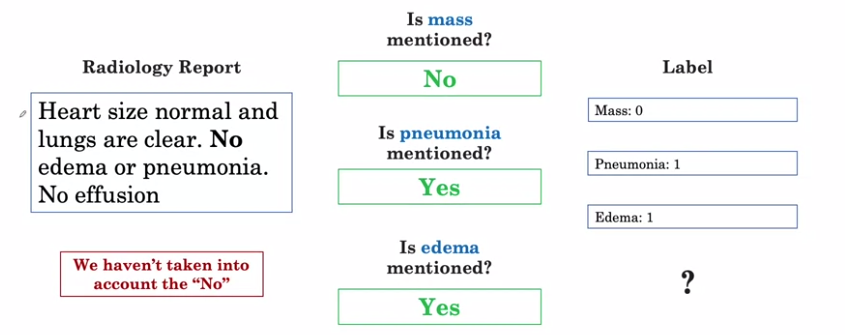 Radiology Report
Heart size normal and
lungs are clear. No
edema or pneumonia.
No effusion
We haven't taken into
account the "No"
Is mass
mentioned?
No
Is pneumonia
mentioned?
Yes
Is edema
mentioned?
Yes
Label
Mass: 0
Pneumonia: 1
Edema: 1
?